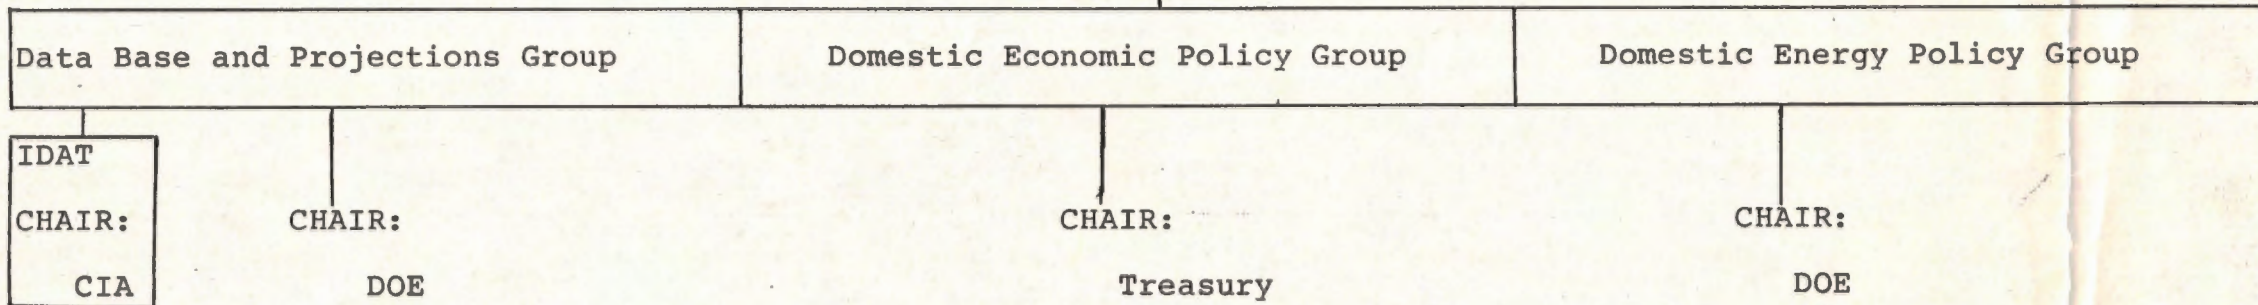 Data Base and Projections Group
Domestic Economic Policy Group
Domestic Energy Policy Group
IDAT
CHAIR:
CIA
CHAIR:
DOE
CHAIR:
Treasury
CHAIR:
DOE